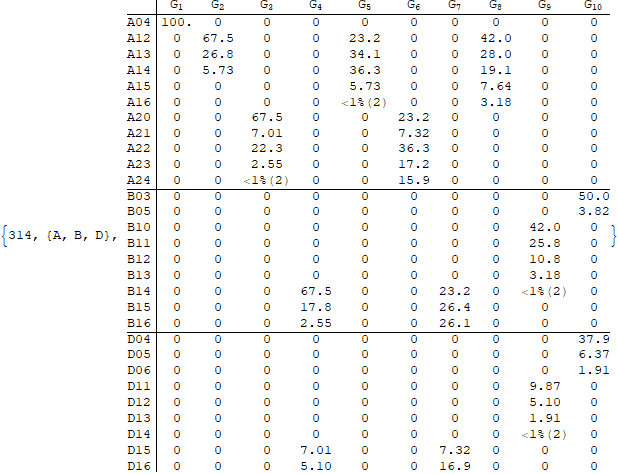 G1 G2 G3 G4 G5 G6 G7 G8 G9 G10
A04 100. 0 0 0 0 0 0 0 0 0
A12 0 67.5 0 0 23.2 0 0 42.0 0 0
A13 0 26.8 0 0 34.1 0 0 28.0 0 0
A14 0 5.73 0 0 36.3 0 0 19.1 0 0
A15 0 0 0 0 5.73 0 0 7.64 0 0
A16 0 0 0 0 <1%(2) 0 0 3.18 0 0
A20 0 0 67.5 0 0 23.2 0 0 0 0
A21 0 0 7.01 0 0 7.32 0 0 0 0
A22 0 0 22.3 0 0 36.3 0 0 0 0
A23 0 0 2.55 0 0 17.2 0 0 0 0
A24 0 0 <1%(2) 0 0 15.9 0 0 0 0
B03 0 0 0 0 0 0 0 0 0 50.0
B05 0 0 0 0 0 0 0 0 0 3.82
B10 0 0 0 0 0 0 0 0 42.0 0
{314, {A, B, D}, B11 0 0 0 0 0 0 0 0 25.8 0 }
B12 0 0 0 0 0 0 0 0 10.8 0
B13 0 0 0 0 0 0 0 0 3.18 0
B14 0 0 0 67.5 0 0 23.2 0 <1%(2) 0
B15 0 0 0 17.8 0 0 26.4 0 0 0
B16 0 0 0 2.55 0 0 26.1 0 0 0
D04 0 0 0 0 0 0 0 0 0 37.9
D05 0 0 0 0 0 0 0 0 0 6.37
D06 0 0 0 0 0 0 0 0 0 1.91
D11 0 0 0 0 0 0 0 0 9.87 0
D12 0 0 0 0 0 0 0 0 5.10 0
D13 0 0 0 0 0 0 0 0 1.91 0
D14 0 0 0 0 0 0 0 0 <1%(2) 0
D15 0 0 0 7.01 0 0 7.32 0 0 0
D16 0 0 0 5.10 0 0 16.9 0 0 0